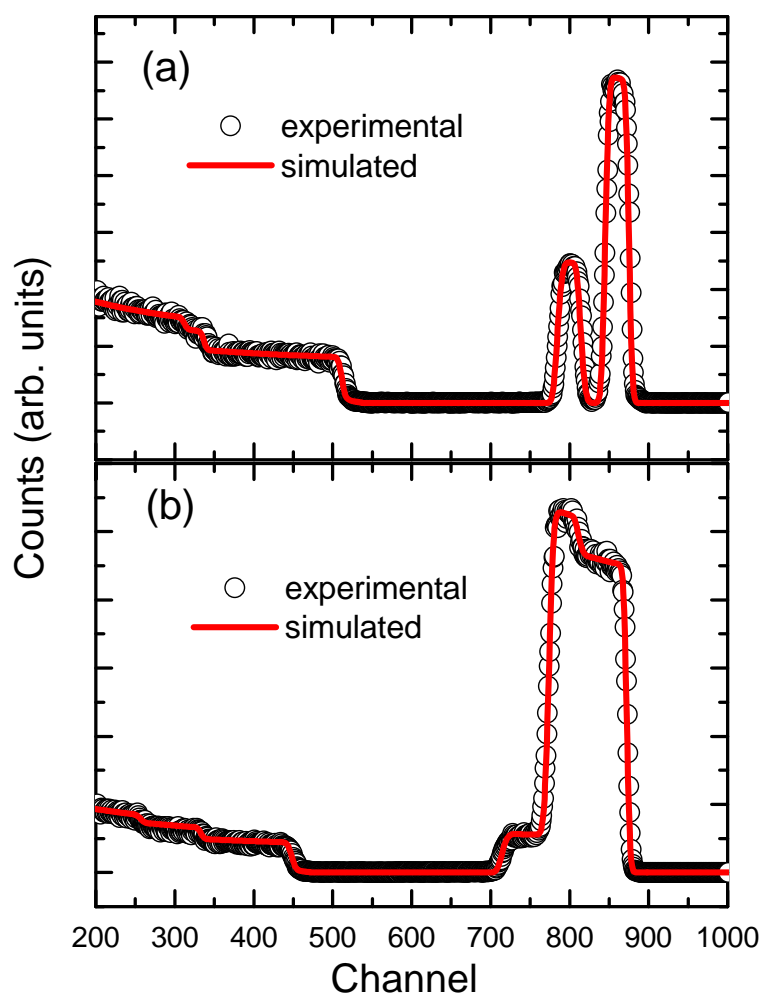 (a)
experimental
simulated
Counts (arb. units)
(b)
experimental
simulated
200 300 400 500 600 700 800 900 1000
Channel